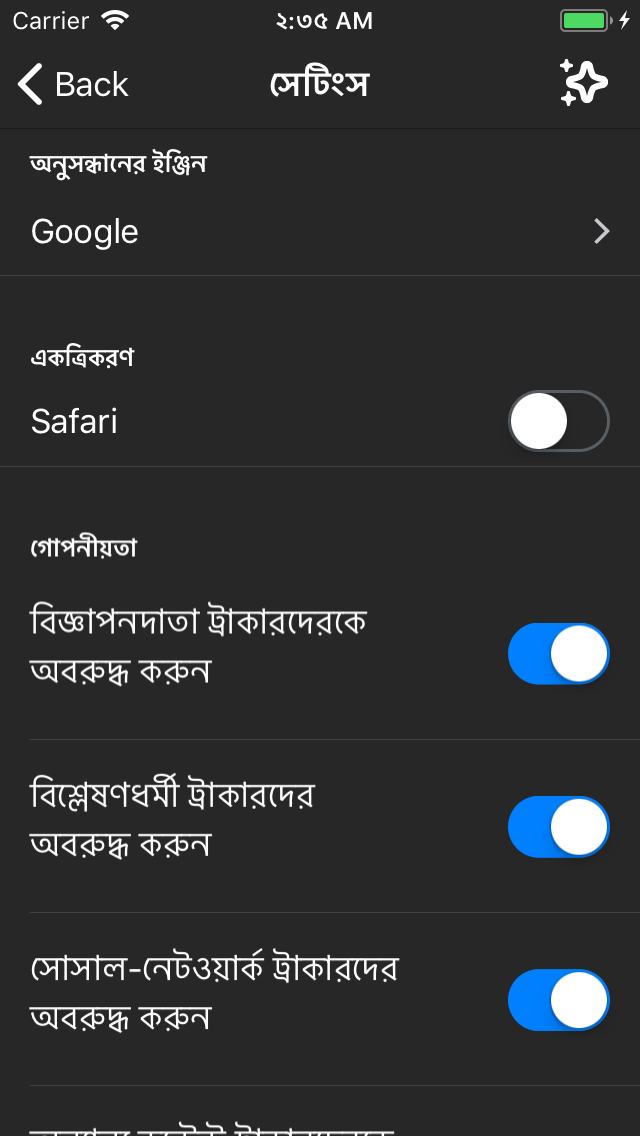 Carrier ২:৩৫ AM
Back সেটিংস
অনুসন্ধানের ইঞ্জিন
Google
একত্রিকরণ
Safari
গোপনীয়তা
বিজ্ঞাপনদাতা ট্রাকারদেরকে
অবরুদ্ধ করুন
বিশ্লেষণধর্মী ট্রাকারদের
অবরুদ্ধ করুন
সোসাল-নেটওয়ার্ক ট্রাকারদের
অবরুদ্ধ করুন